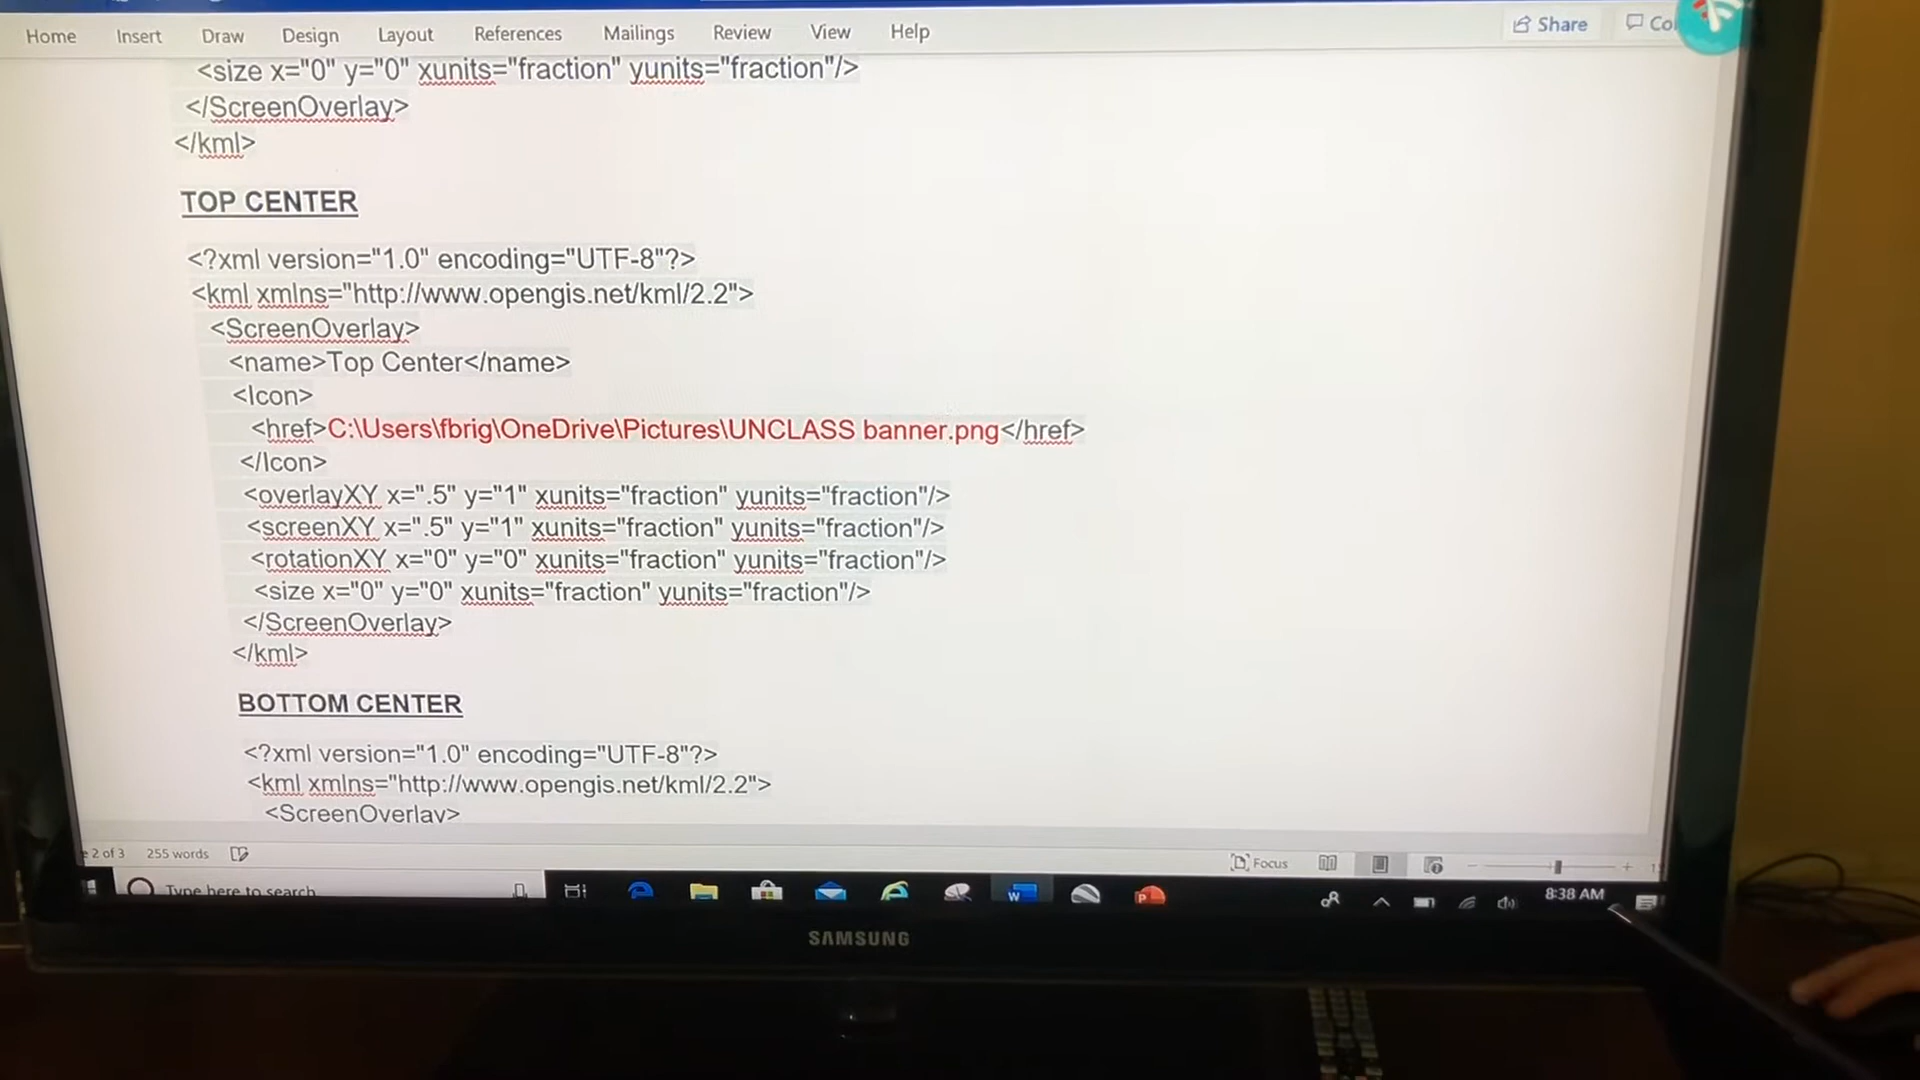 Home Insert Draw Design Layout References Mailings Review View Help Share
<size x="0" y="0" xunits="fraction" yunits="fraction"/>
</ScreenOverlay>
</kml>
TOP CENTER
<?xml version="1.0" encoding="UTF-8"?>
<kml xmlns="http://www.opengis.net/kml/2.2">
<ScreenOverlay>
<name>Top Center</name>
<Icon>
<href>C:\Users\fbrig\OneDrive\Pictures\UNCLASS banner.png</href>
</Icon>
<overlayXY x=".5" y="1" xunits="fraction" yunits="fraction"/>
<screenXY x=".5" y="1" xunits="fraction" yunits="fraction"/>
<rotationXY x="0" y="0" xunits="fraction" yunits="fraction"/>
<size x="0" y="0" xunits="fraction" yunits="fraction"/>
</ScreenOverlay>
</kml>
BOTTOM CENTER
<?xml version="1.0" encoding="UTF-8"?>
<kml xmlns="http://www.opengis.net/kml/2.2">
<ScreenOverlay>
2 of 3 255 words Focus
Type here to search 8:38 AM
SAMSUNG